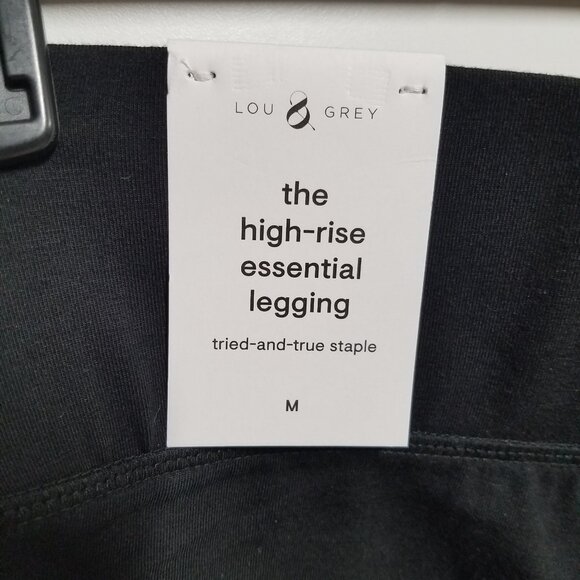 LOU & GREY
the
high-rise
essential
legging
tried-and-true staple
M